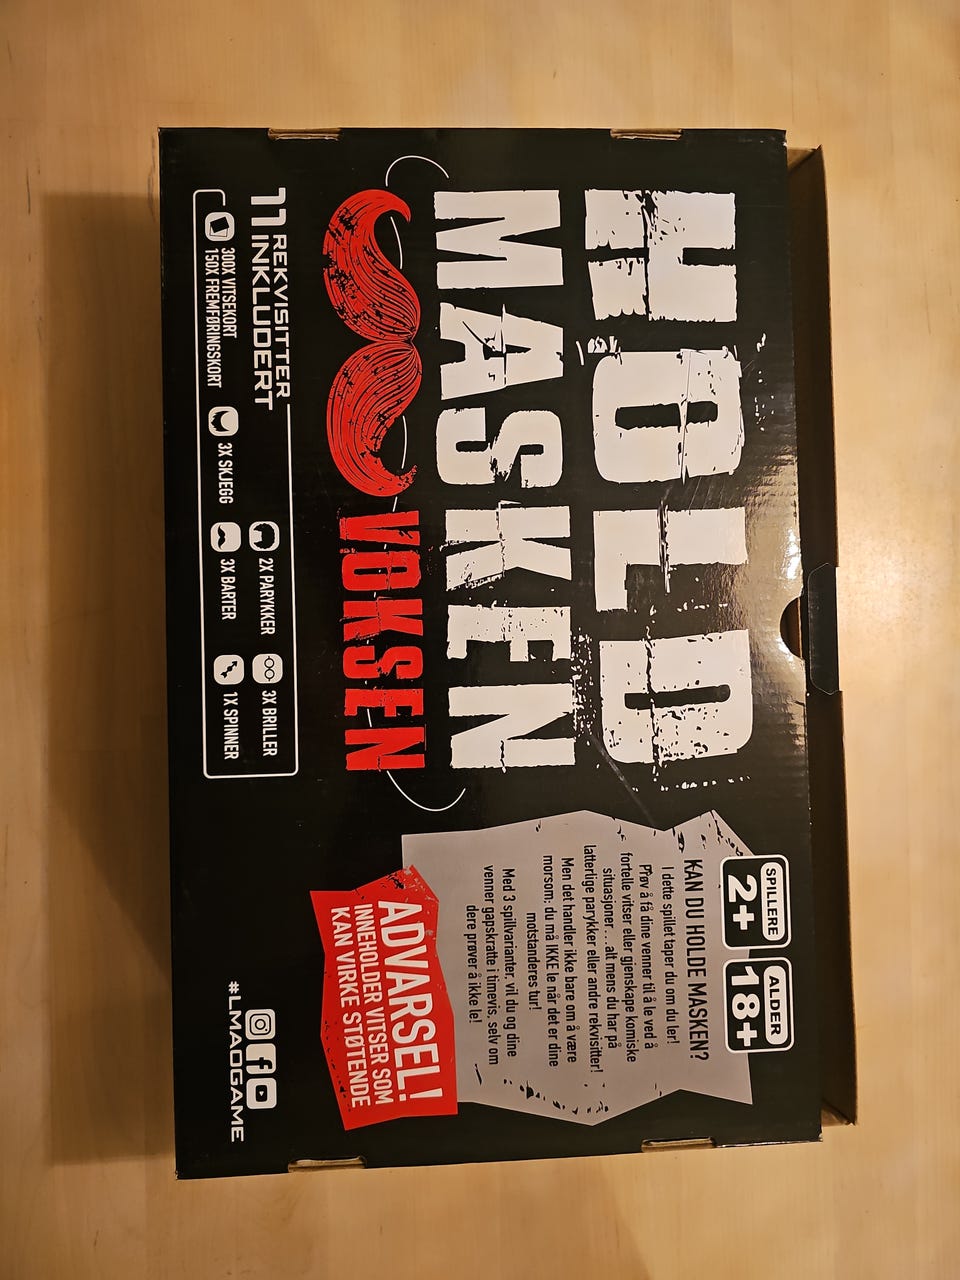 HOLD
MASKEN
VOKSEN
11 REKVISITTER
INKLUDERT
300X VITSEKORT
150X FREMFØRINGSKORT
3X SKJEGG
2X PARYKKER
3X BARTER
3X BRILLER
1X SPINNER
SPILLERE
2+
ALDER
18+
KAN DU HOLDE MASKEN?
I dette spillet taper du om du ler!
Prøv å få dine venner til å le ved å
fortelle vitser eller gjenskape komiske
situasjoner... alt mens du har på
latterlige parykker eller andre rekvisitter!
Men det handler ikke bare om å være
morsom: du må IKKE le når det er dine
motstanderes tur!
Med 3 spillvarianter, vil du og dine
venner gapskratte i timevis, selv om
dere prøver å ikke le!
ADVARSEL!
INNEHOLDER VITSER SOM
KAN VIRKE STØTENDE
#LMAOGAME